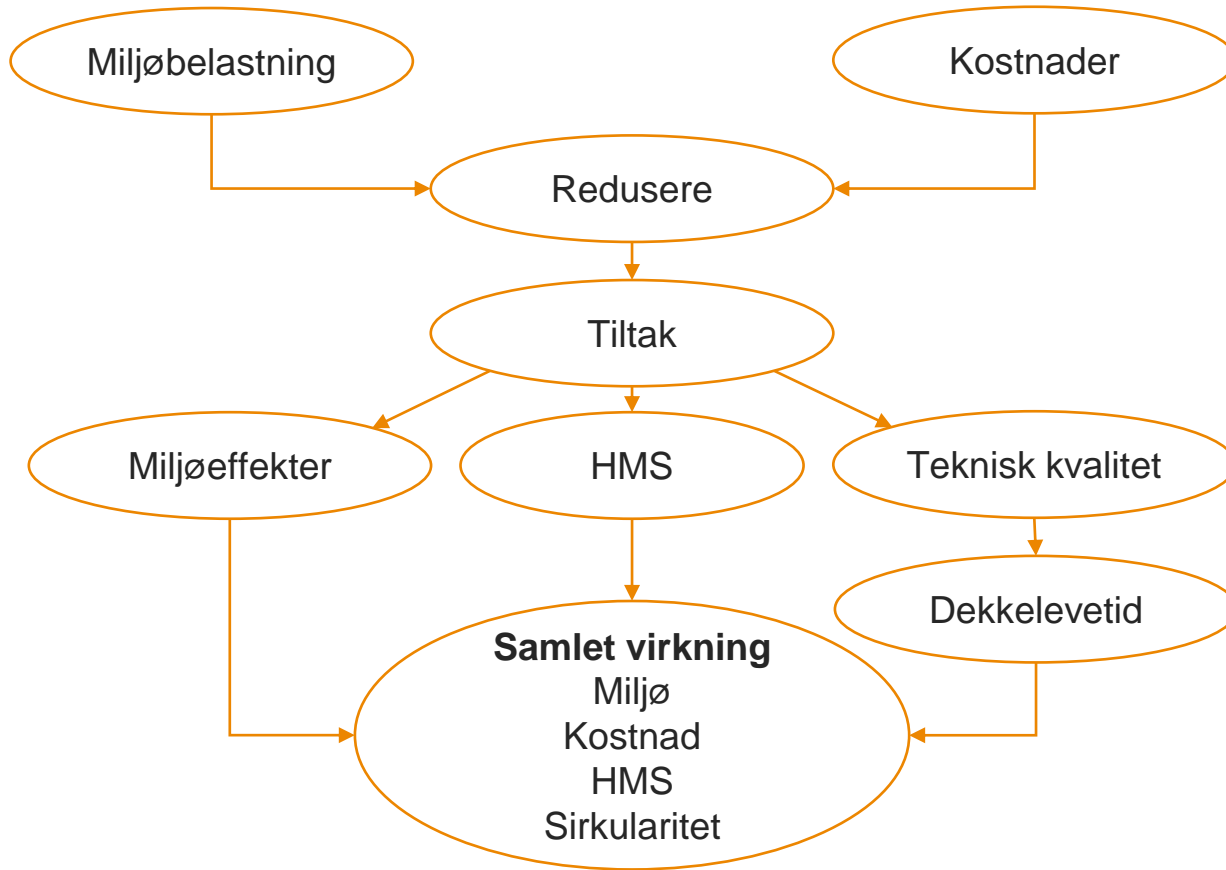 Miljøbelastning
Kostnader
Redusere
Tiltak
Miljøeffekter
HMS
Teknisk kvalitet
Dekkelevetid
Samlet virkning
Miljø
Kostnad
HMS
Sirkularitet